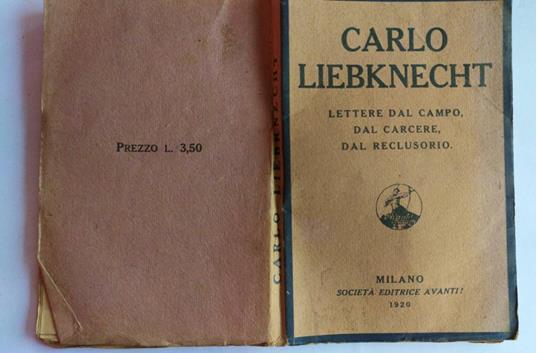 PREZZO L. 3,50
CARLO LIEBKNECHT
CARLO
LIEBKNECHT
LETTERE DAL CAMPO,
DAL CARCERE,
DAL RECLUSORIO.
MILANO
SOCIETÀ EDITRICE AVANTI!
1920